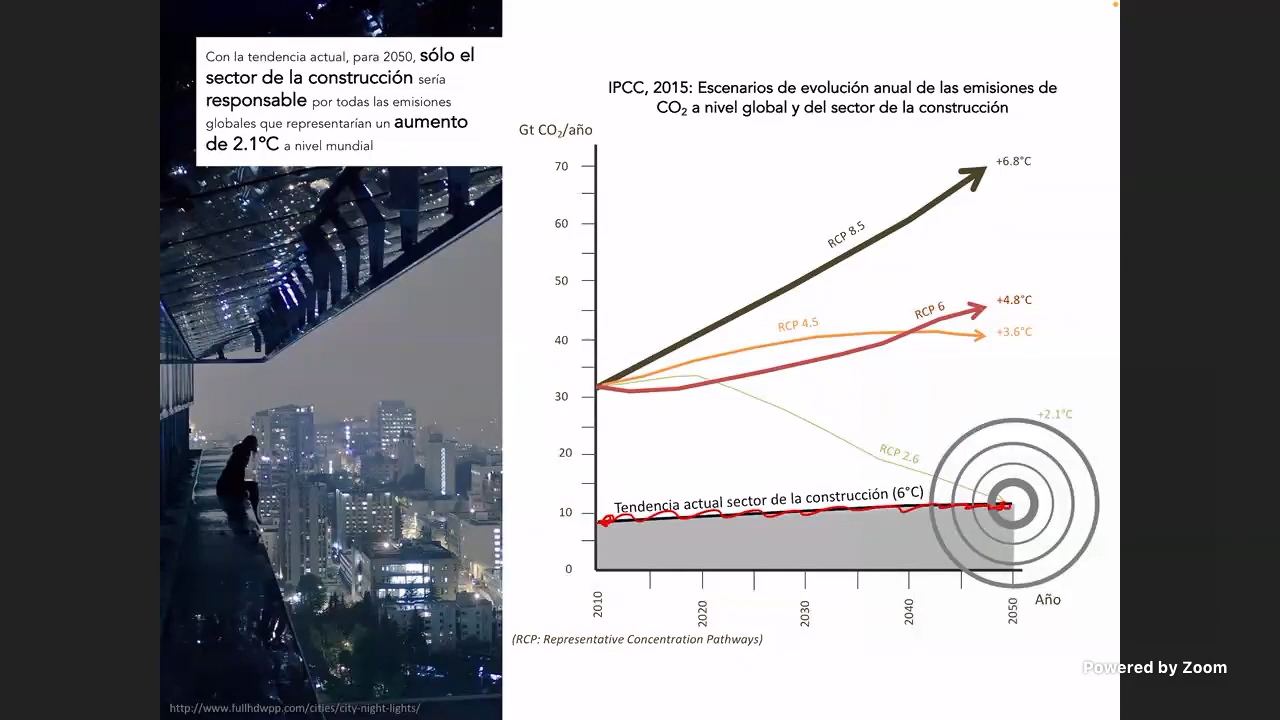 Con la tendencia actual, para 2050, sólo el
sector de la construcción sería
responsable por todas las emisiones
globales que representarían un aumento
de 2.1°C a nivel mundial
IPCC, 2015: Escenarios de evolución anual de las emisiones de
CO₂ a nivel global y del sector de la construcción
Gt CO₂/año
70
60
50
40
30
20
10
0
+6.8°C
RCP 8.5
+4.8°C
RCP 6
RCP 4.5
+3.6°C
+2.1°C
RCP 2.6
Tendencia actual sector de la construcción (6°C)
2010
2020
2030
2040
2050
Año
(RCP: Representative Concentration Pathways)
Powered by Zoom
http://www.fullhdwpp.com/cities/city-night-lights/